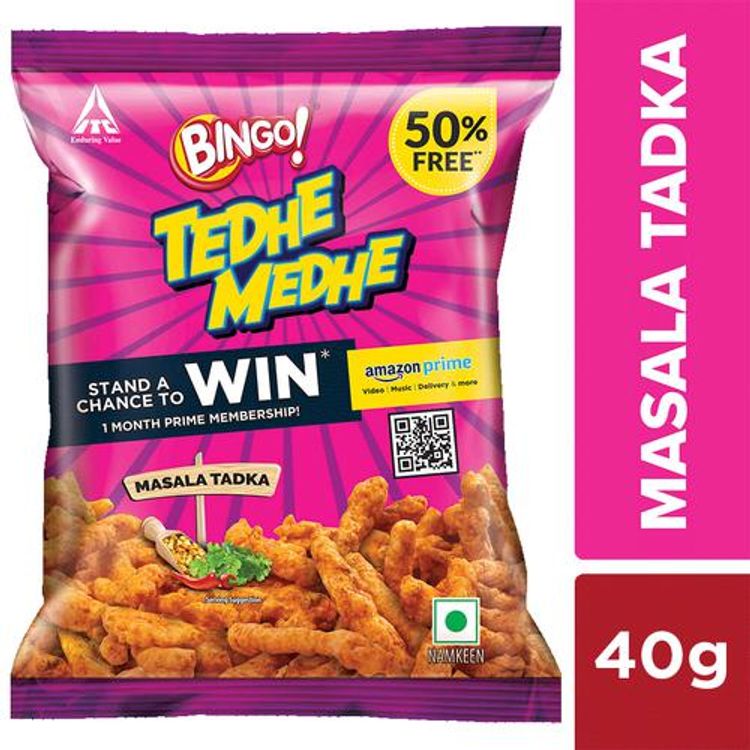 ITC
Enduring Value
BINGO!
50%
FREE**
TEDHE
MEDHE
STAND A
CHANCE TO WIN*
1 MONTH PRIME MEMBERSHIP!
amazon prime
Video | Music | Delivery & more
MASALA TADKA
Serving Suggestion
NAMKEEN
MASALA TADKA
40g